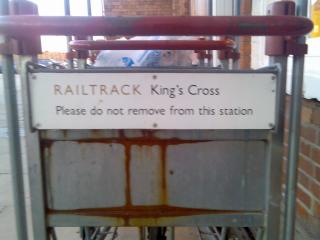 RAILTRACK King's Cross
Please do not remove from this station